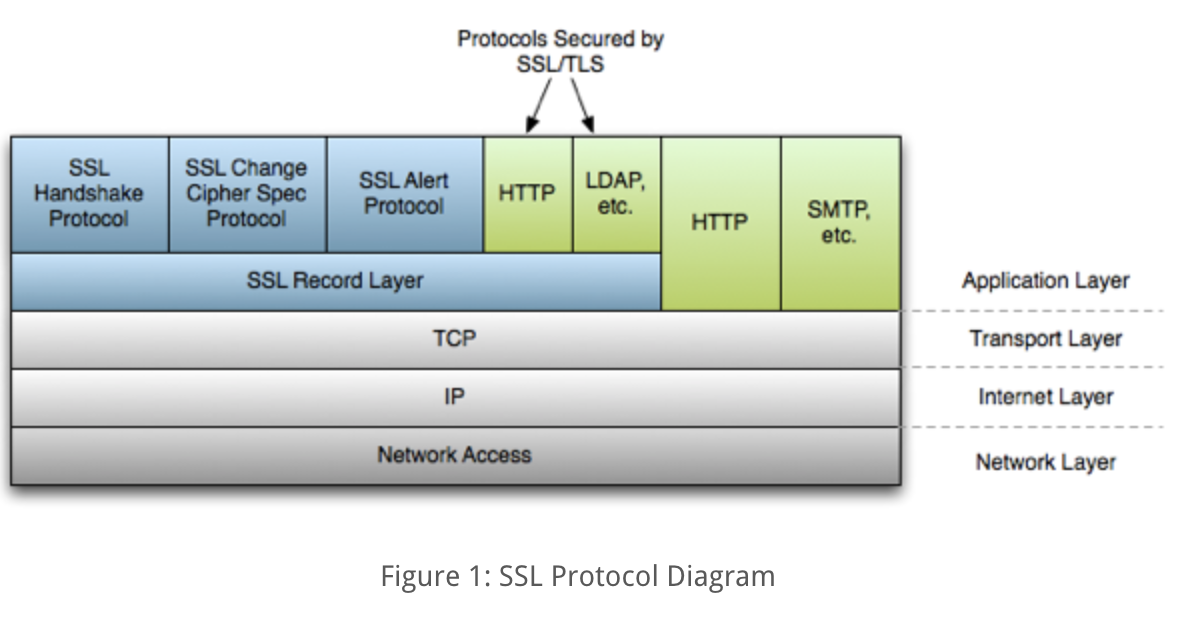 Protocols Secured by
SSL/TLS
SSL
Handshake
Protocol
SSL Change
Cipher Spec
Protocol
SSL Alert
Protocol
HTTP
LDAP,
etc.
HTTP
SMTP,
etc.
SSL Record Layer
Application Layer
TCP
Transport Layer
IP
Internet Layer
Network Access
Network Layer
Figure 1: SSL Protocol Diagram